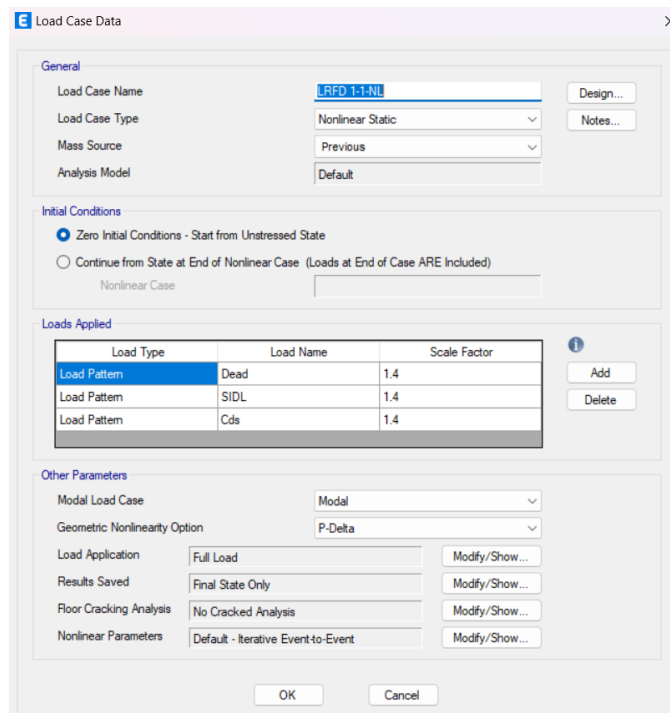 E Load Case Data
General
Load Case Name LRFD 1-1-NL Design...
Load Case Type Nonlinear Static Notes...
Mass Source Previous
Analysis Model Default
Initial Conditions
Zero Initial Conditions - Start from Unstressed State
Continue from State at End of Nonlinear Case (Loads at End of Case ARE Included)
Nonlinear Case
Loads Applied
Load Type Load Name Scale Factor
Load Pattern Dead 1.4 Add
Load Pattern SIDL 1.4 Delete
Load Pattern Cds 1.4
Other Parameters
Modal Load Case Modal
Geometric Nonlinearity Option P-Delta
Load Application Full Load Modify/Show...
Results Saved Final State Only Modify/Show...
Floor Cracking Analysis No Cracked Analysis Modify/Show...
Nonlinear Parameters Default - Iterative Event-to-Event Modify/Show...
OK Cancel